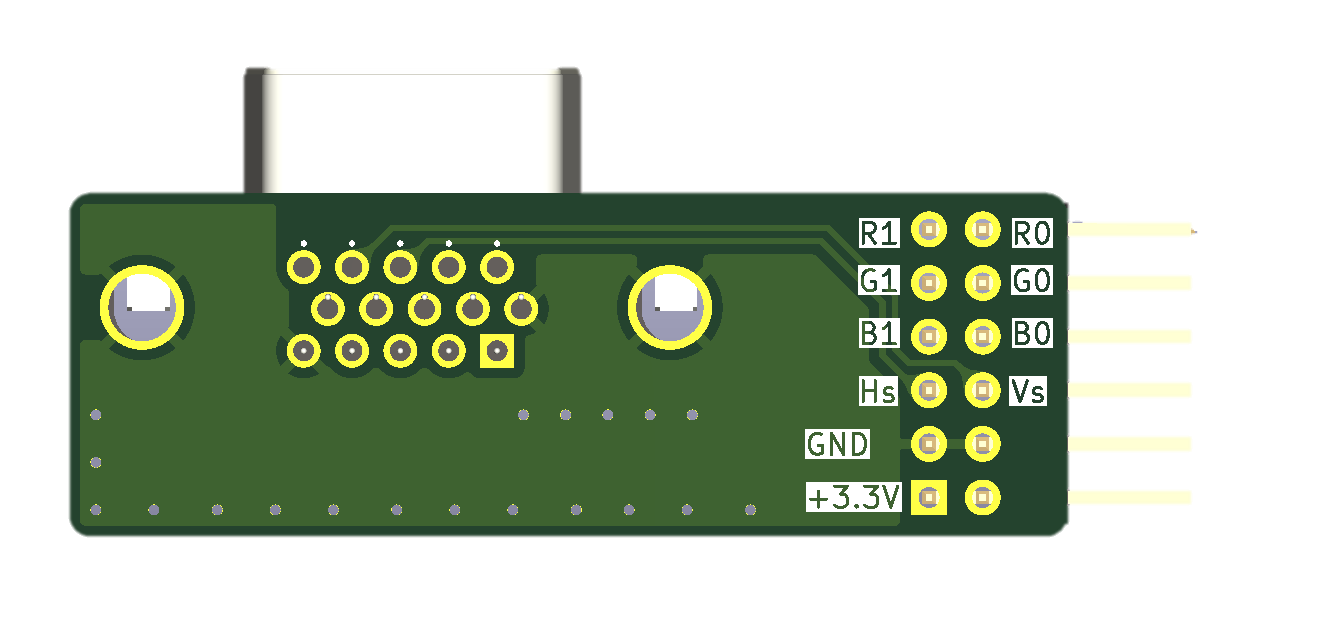 R1 R0
G1 G0
B1 B0
Hs Vs
GND
+3.3V